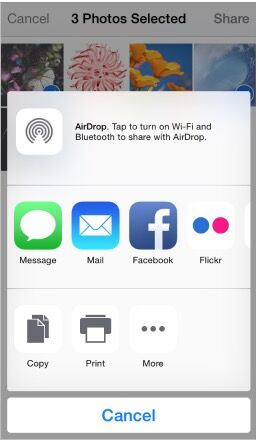 Cancel 3 Photos Selected Share
AirDrop. Tap to turn on Wi-Fi and
Bluetooth to share with AirDrop.
Message Mail Facebook Flickr
Copy Print More
Cancel